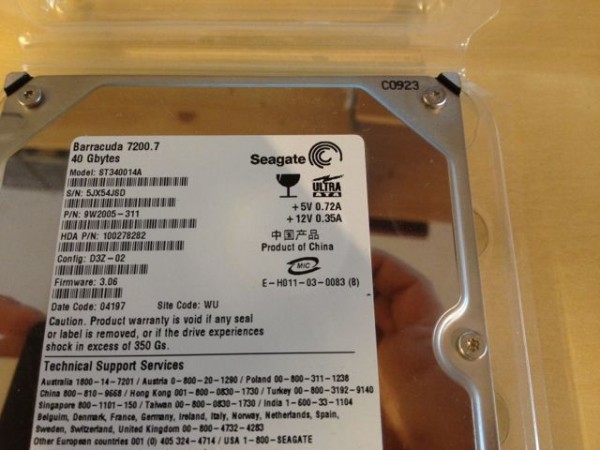 C0923
Barracuda 7200.7
40 Gbytes
Model: ST340014A
S/N: 5JX54JSD
P/N: 9W2005-311
HDA P/N: 100278282
Config: D3Z-02
Firmware: 3.06
Date Code: 04197 Site Code: WU
Seagate
ULTRA
ATA
+5V 0.72A
+12V 0.35A
中国产品
Product of China
MIC
E-H011-03-0083 (B)
Caution. Product warranty is void if any seal
or label is removed, or if the drive experiences
shock in excess of 350 Gs.
Technical Support Services
Australia 1800-14-7201 / Austria 0-800-20-1290 / Poland 00-800-311-1238
China 800-810-9668 / Hong Kong 001-800-0830-1730 / Turkey 00-800-3192-9140
Singapore 800-1101-150 / Taiwan 00-800-0830-1730 / India 1-600-33-1104
Belguim, Denmark, France, Germany, Ireland, Italy, Norway, Netherlands, Spain,
Sweden, Switzerland, United Kingdom 00-800-4732-4283
Other European countries 001 (0) 405 324-4714 / USA 1-800-SEAGATE